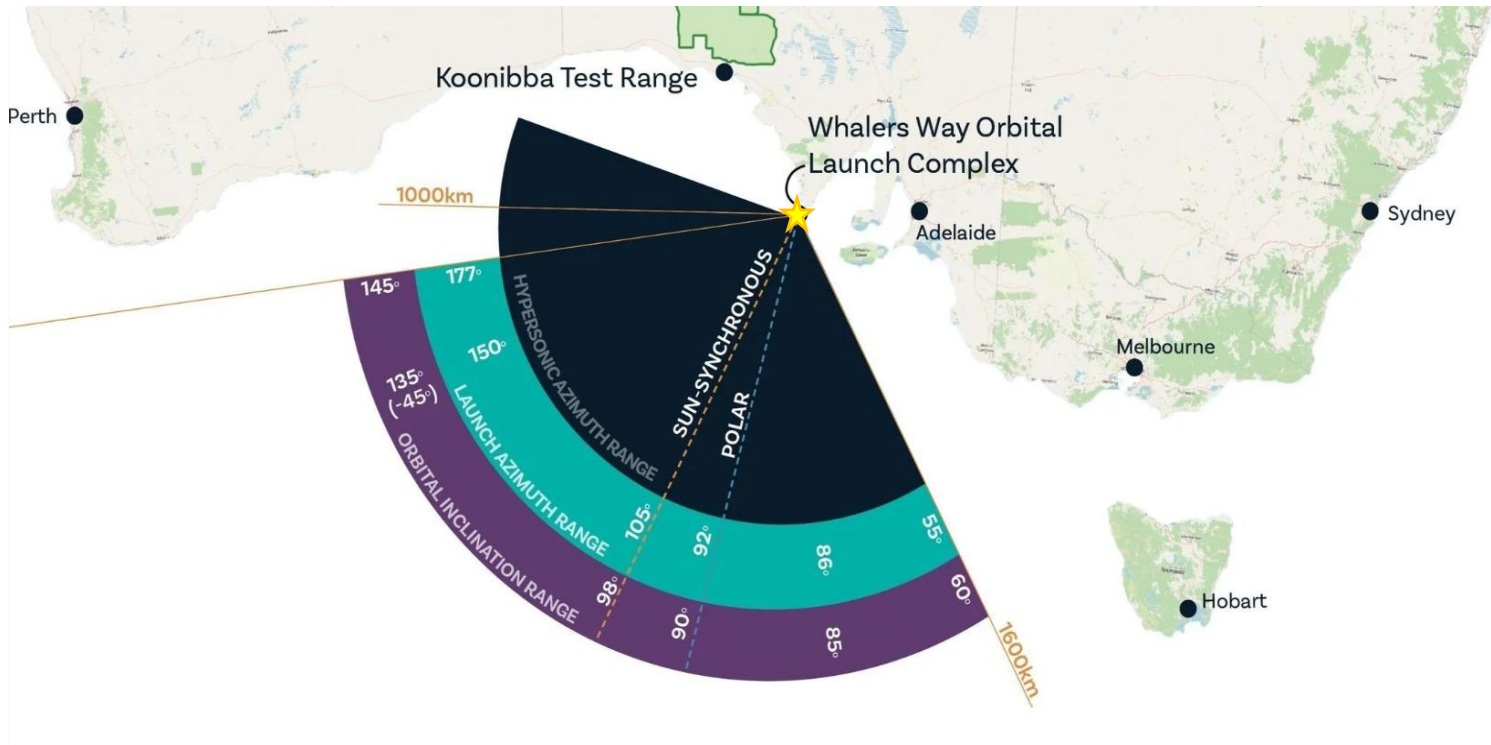 Koonibba Test Range
Perth
Whalers Way Orbital
Launch Complex
1000km
Adelaide
Sydney
Melbourne
Hobart
1600km
SUN-SYNCHRONOUS
POLAR
HYPERSONIC AZIMUTH RANGE
177°
150°
LAUNCH AZIMUTH RANGE
105°
92°
86°
55°
145°
135°
(-45°)
ORBITAL INCLINATION RANGE
98°
90°
85°
60°